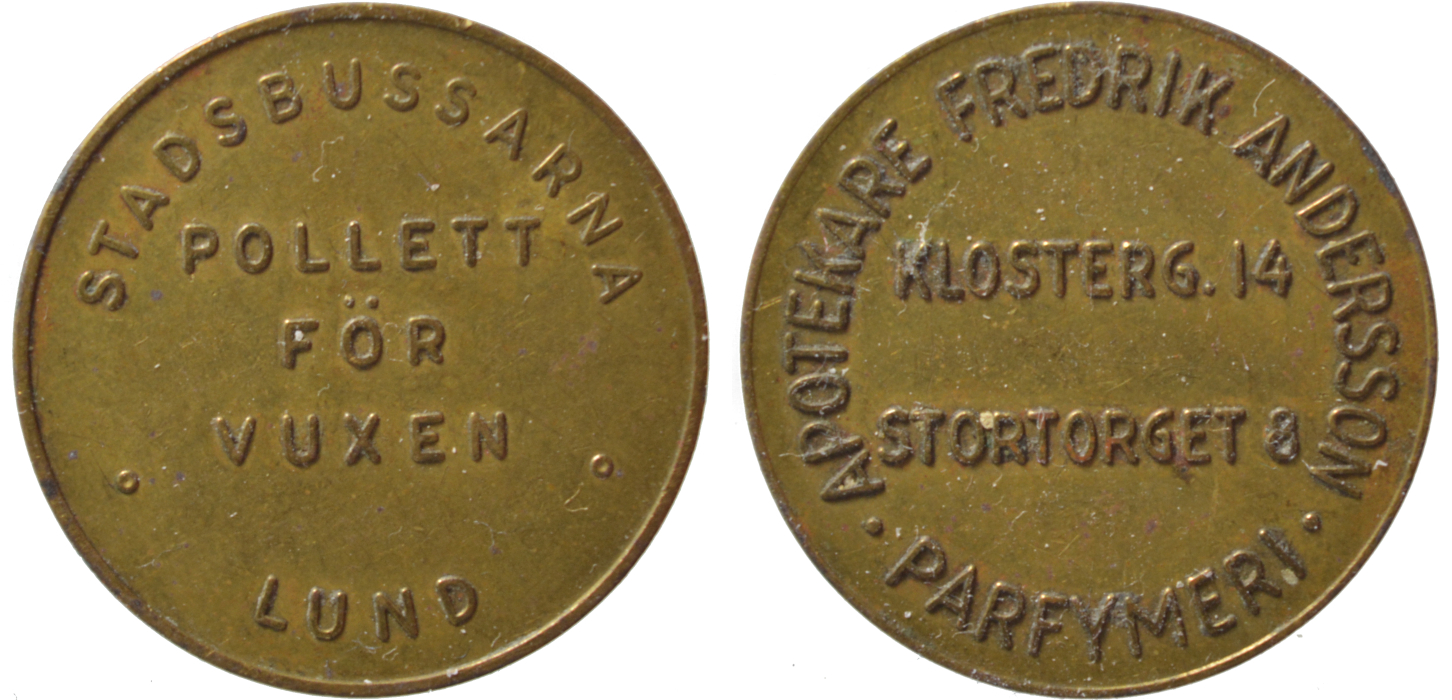 STADSBUSSARNA
POLLETT
FÖR
VUXEN
LUND
APOTEKARE FREDRIK ANDERSSON
KLOSTERG. 14
STORTORGET 8
PARFYMERI